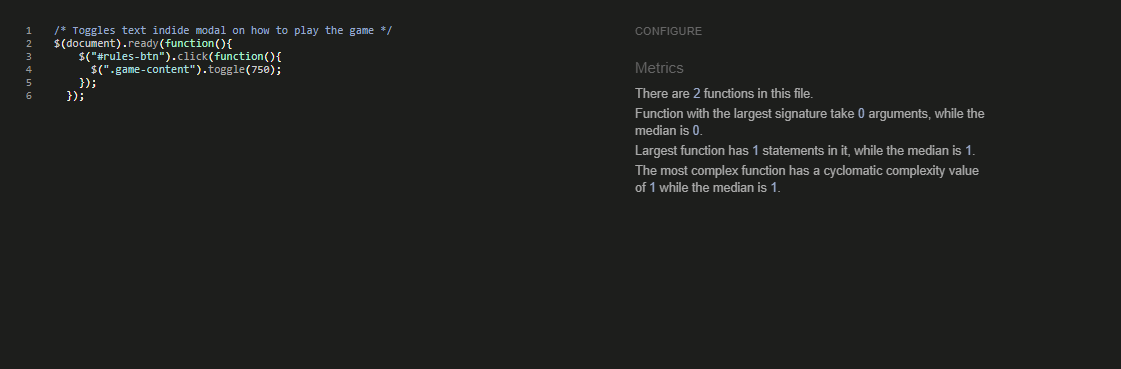 1 /* Toggles text indide modal on how to play the game */
2 $(document).ready(function(){
3 $("#rules-btn").click(function(){
4 $(".game-content").toggle(750);
5 });
6 });
CONFIGURE
Metrics
There are 2 functions in this file.
Function with the largest signature take 0 arguments, while the
median is 0.
Largest function has 1 statements in it, while the median is 1.
The most complex function has a cyclomatic complexity value
of 1 while the median is 1.